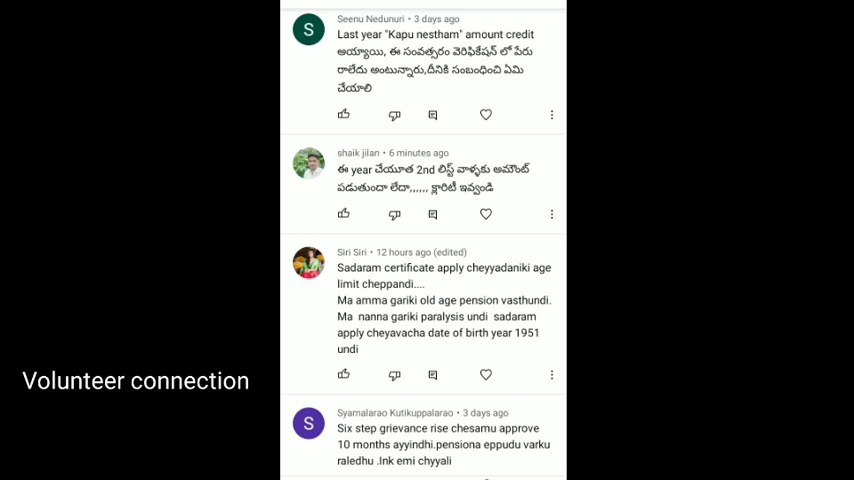 Seenu Nedunuri • 3 days ago
S
Last year "Kapu nestham" amount credit
అయ్యాయి, ఈ సంవత్సరం వెరిఫికేషన్ లో పేరు
రాలేదు అంటున్నారు,దీనికి సంబంధించి ఏమి
చేయాలి
shaik jilan • 6 minutes ago
ఈ year చేయూత 2nd లిస్ట్ వాళ్ళకు అమౌంట్
పడుతుందా లేదా,,,,,, క్లారిటీ ఇవ్వండి
Siri Siri • 12 hours ago (edited)
Sadaram certificate apply cheyyadaniki age
limit cheppandi....
Ma amma gariki old age pension vasthundi.
Ma nanna gariki paralysis undi sadaram
apply cheyavacha date of birth year 1951
undi
Volunteer connection
Syamalarao Kutikuppalarao • 3 days ago
S
Six step grievance rise chesamu approve
10 months ayyindhi.pensiona eppudu varku
raledhu .Ink emi chyyali